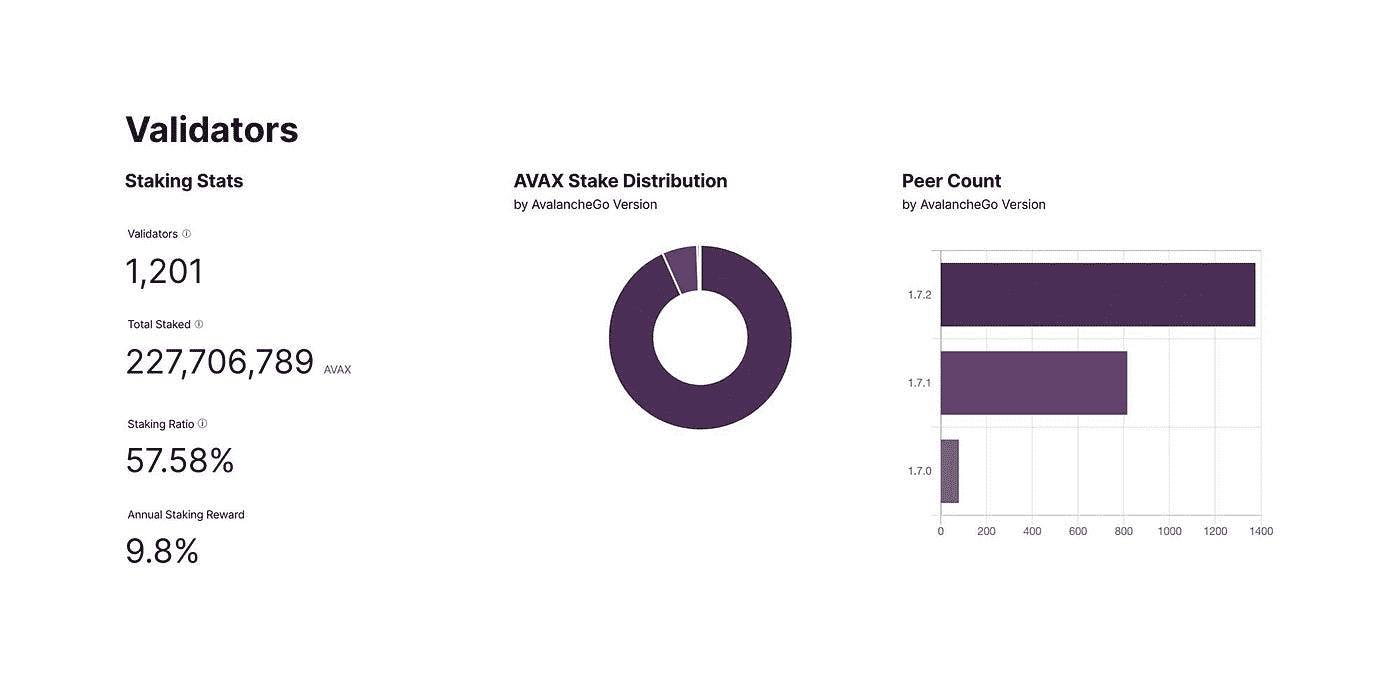 Validators
Staking Stats
Validators ⓘ
1,201
Total Staked ⓘ
227,706,789 AVAX
Staking Ratio ⓘ
57.58%
Annual Staking Reward
9.8%
AVAX Stake Distribution
by AvalancheGo Version
Peer Count
by AvalancheGo Version
1.7.2
1.7.1
1.7.0
0 200 400 600 800 1000 1200 1400